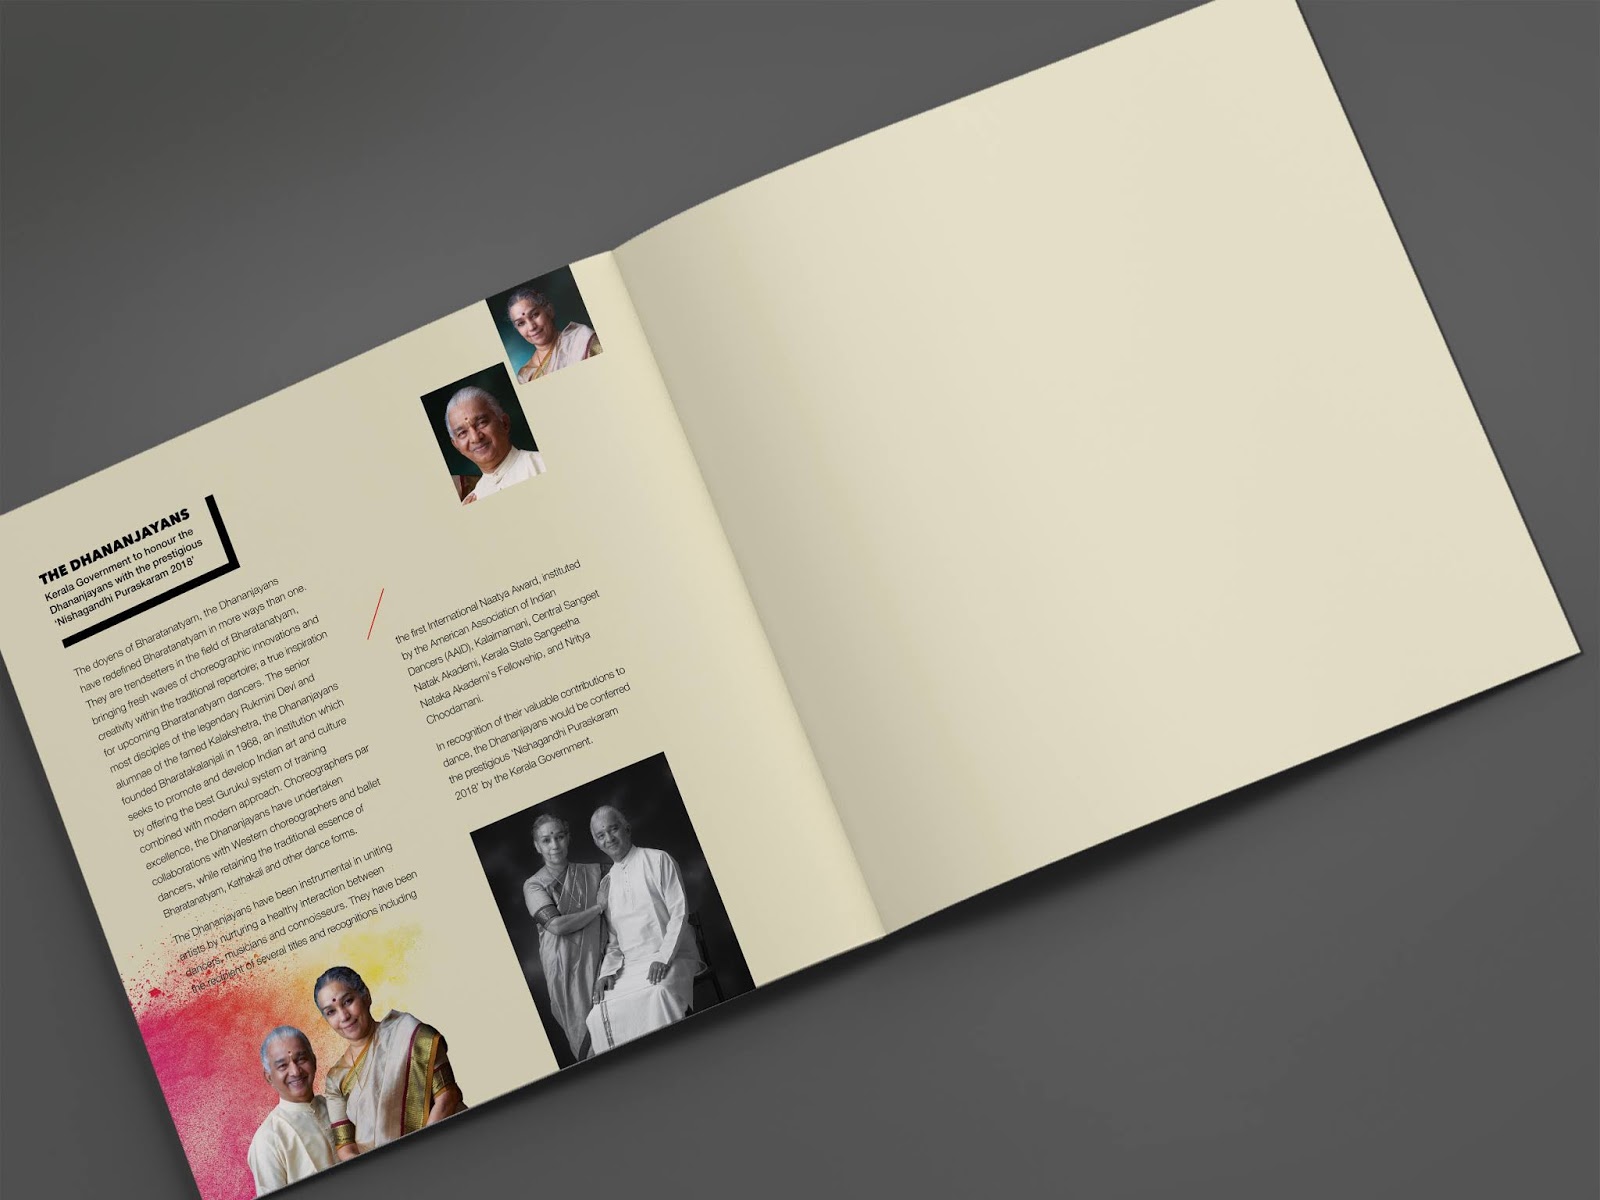 THE DHANANJAYANS
Kerala Government to honour the
Dhananjayans with the prestigious
'Nishagandhi Puraskaram 2018'
The doyens of Bharatanatyam, the Dhananjayans
have redefined Bharatanatyam in more ways than one.
They are trendsetters in the field of Bharatanatyam,
bringing fresh waves of choreographic innovations and
creativity within the traditional repertoire; a true inspiration
for upcoming Bharatanatyam dancers. The senior
most disciples of the legendary Rukmini Devi and
alumnae of the famed Kalakshetra, the Dhananjayans
founded Bharatakalanjali in 1968, an institution which
seeks to promote and develop Indian art and culture
by offering the best Gurukul system of training
combined with modern approach. Choreographers par
excellence, the Dhananjayans have undertaken
collaborations with Western choreographers and ballet
dancers, while retaining the traditional essence of
Bharatanatyam, Kathakali and other dance forms.
The Dhananjayans have been instrumental in uniting
artists by nurturing a healthy interaction between
dancers, musicians and connoisseurs. They have been
the recipient of several titles and recognitions including
the first International Naatya Award, instituted
by the American Association of Indian
Dancers (AAID), Kalaimamani, Central Sangeet
Natak Akademi, Kerala State Sangeetha
Nataka Akademi's Fellowship, and Nritya
Choodamani.
In recognition of their valuable contributions to
dance, the Dhananjayans would be conferred
the prestigious 'Nishagandhi Puraskaram
2018' by the Kerala Government.